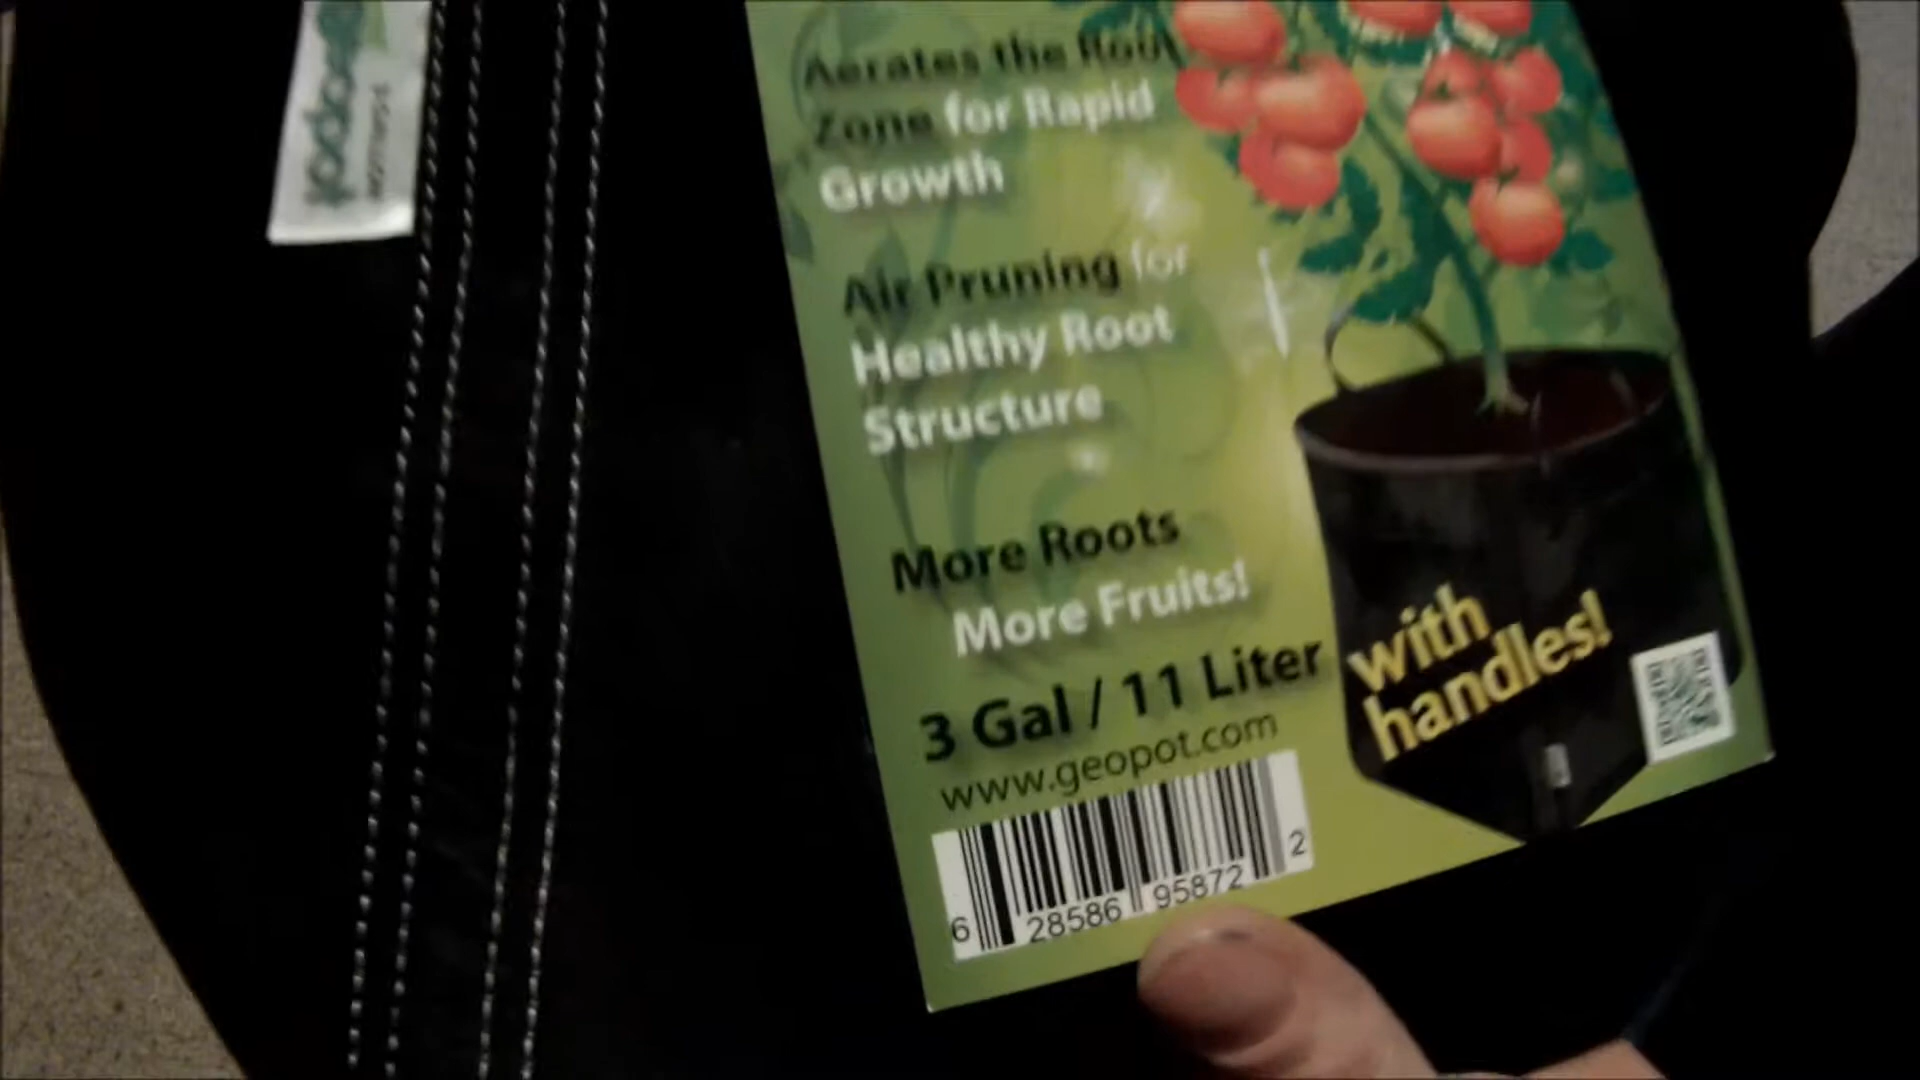 Aerates the Root
Zone for Rapid
Growth
Air Pruning for
Healthy Root
Structure
More Roots
More Fruits!
3 Gal / 11 Liter
www.geopot.com
6 28586 95872 2
with
handles!